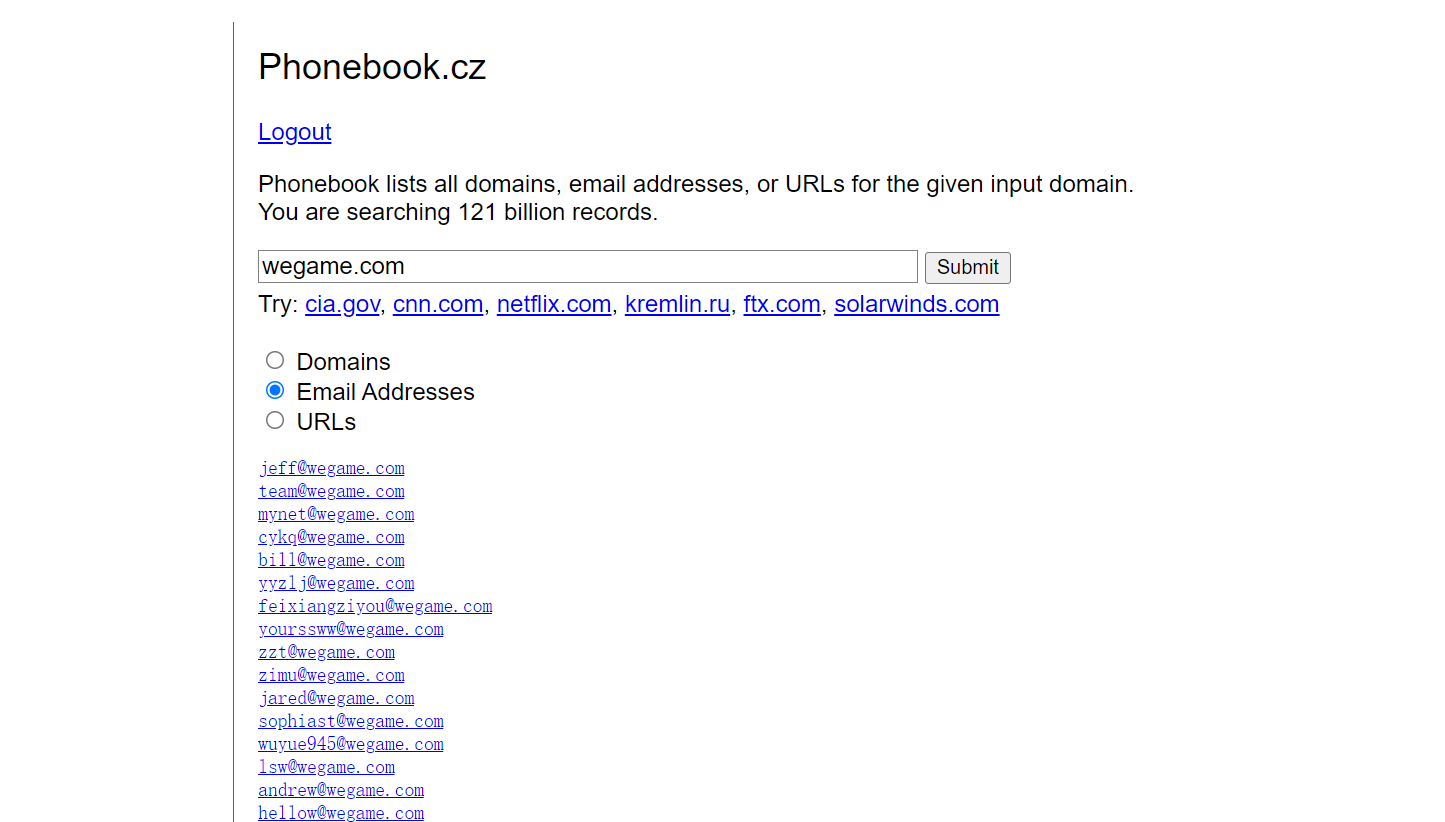 Phonebook.cz
Logout
Phonebook lists all domains, email addresses, or URLs for the given input domain.
You are searching 121 billion records.
wegame.com Submit
Try: cia.gov, cnn.com, netflix.com, kremlin.ru, ftx.com, solarwinds.com
Domains
Email Addresses
URLs
jeff@wegame.com
team@wegame.com
mynet@wegame.com
cykq@wegame.com
bill@wegame.com
yyzlj@wegame.com
feixiangziyou@wegame.com
yoursswww@wegame.com
zzt@wegame.com
zimu@wegame.com
jared@wegame.com
sophiast@wegame.com
wuyue945@wegame.com
lsw@wegame.com
andrew@wegame.com
hellow@wegame.com